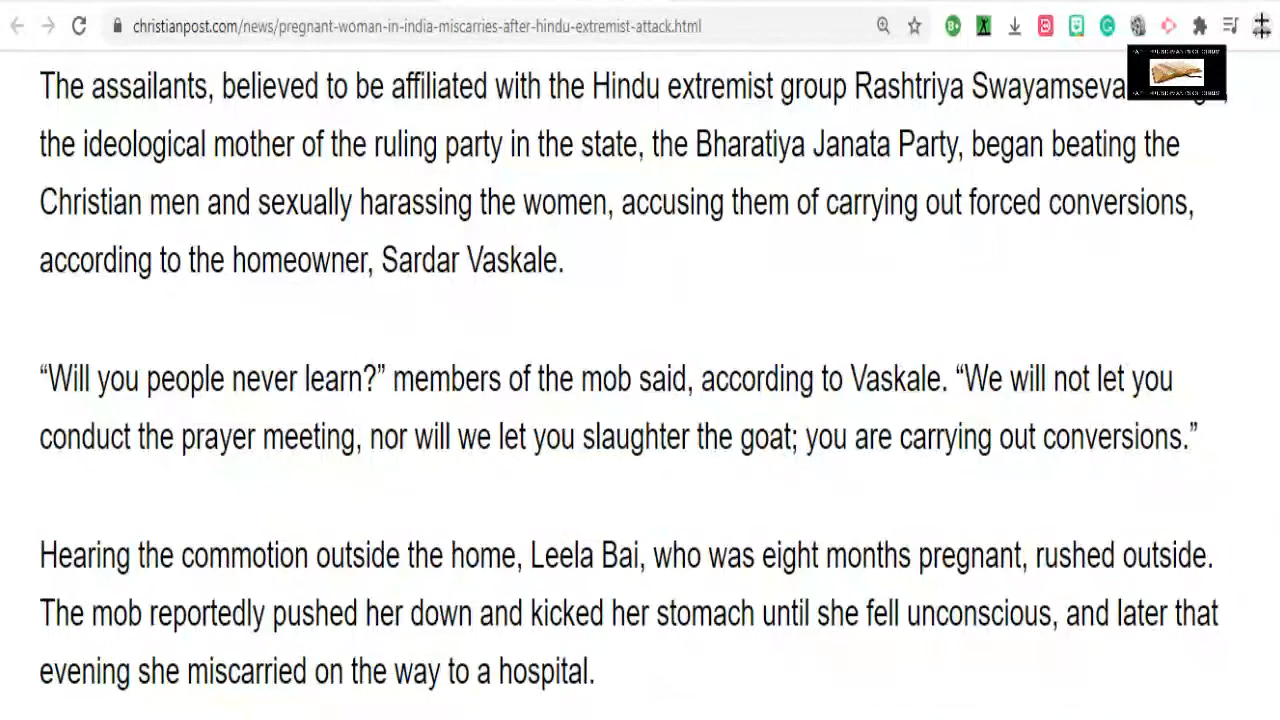 christianpost.com/news/pregnant-woman-in-india-miscarries-after-hindu-extremist-attack.html
The assailants, believed to be affiliated with the Hindu extremist group Rashtriya
the ideological mother of the ruling party in the state, the Bharatiya Janata Party, began beating the
Christian men and sexually harassing the women, accusing them of carrying out forced conversions,
according to the homeowner, Sardar Vaskale.
“Will you people never learn?” members of the mob said, according to Vaskale. “We will not let you
conduct the prayer meeting, nor will we let you slaughter the goat; you are carrying out conversions.”
Hearing the commotion outside the home, Leela Bai, who was eight months pregnant, rushed outside.
The mob reportedly pushed her down and kicked her stomach until she fell unconscious, and later that
evening she miscarried on the way to a hospital.